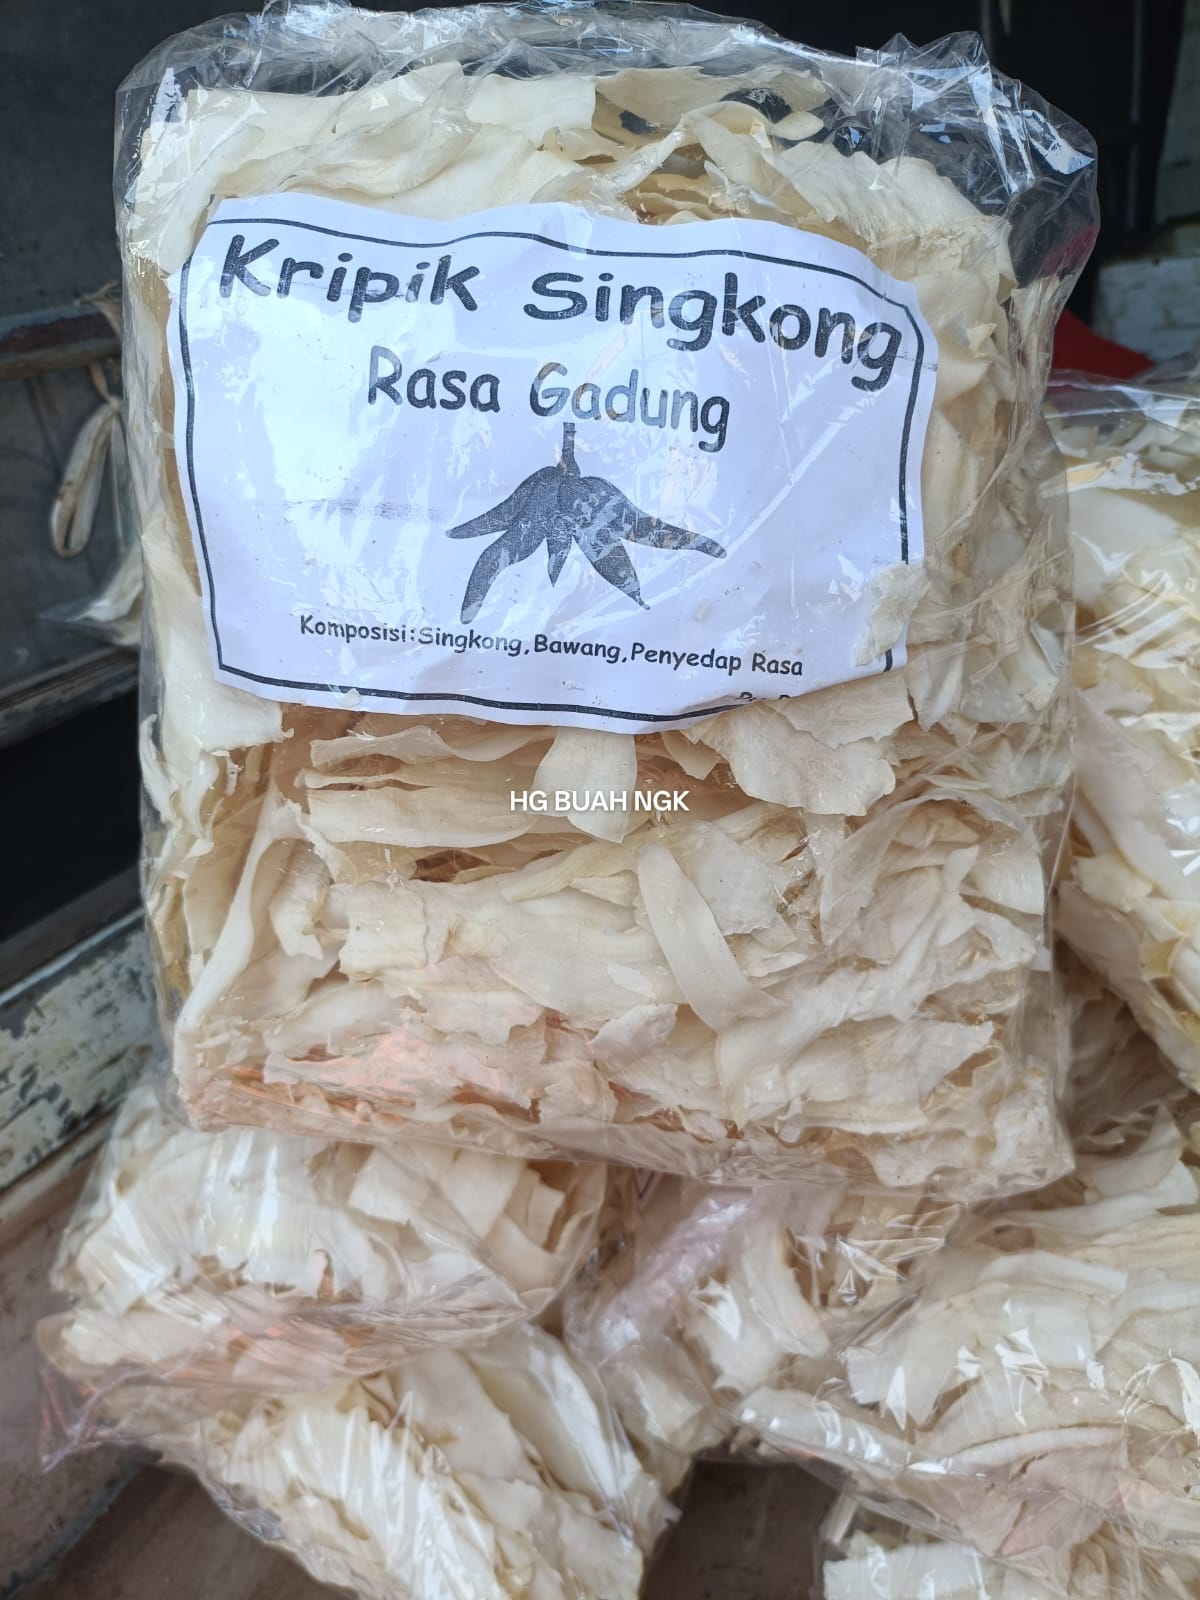 Kripik Singkong
Rasa Gadung
Komposisi:Singkong,Bawang,Penyedap Rasa
HG BUAH NGK